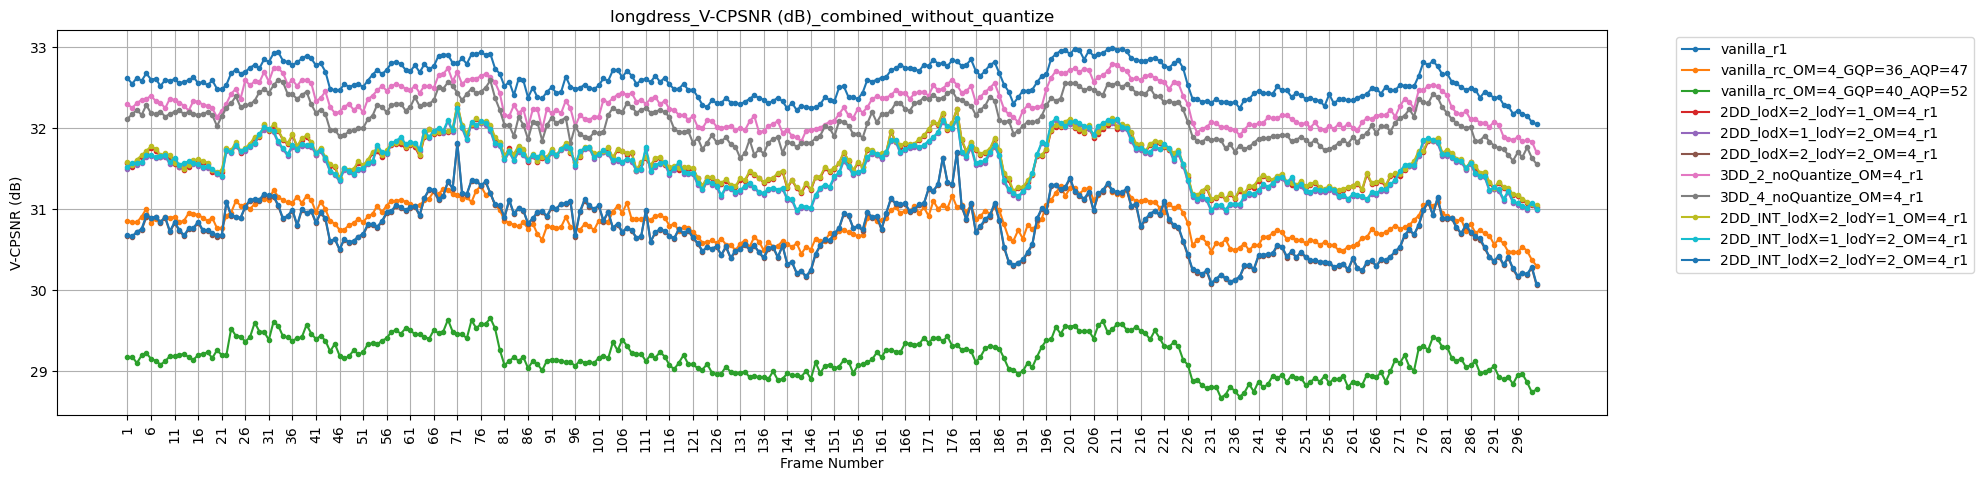 longdress_V-CPSNR (dB)_combined_without_quantize
V-CPSNR (dB)
33
32
31
30
29
1 6 11 16 21 26 31 36 41 46 51 56 61 66 71 76 81 86 91 96 101 106 111 116 121 126 131 136 141 146 151 156 161 166 171 176 181 186 191 196 201 206 211 216 221 226 231 236 241 246 251 256 261 266 271 276 281 286 291 296
Frame Number
vanilla_r1
vanilla_rc_OM=4_GQP=36_AQP=47
vanilla_rc_OM=4_GQP=40_AQP=52
2DD_lodX=2_lodY=1_OM=4_r1
2DD_lodX=1_lodY=2_OM=4_r1
2DD_lodX=2_lodY=2_OM=4_r1
3DD_2_noQuantize_OM=4_r1
3DD_4_noQuantize_OM=4_r1
2DD_INT_lodX=2_lodY=1_OM=4_r1
2DD_INT_lodX=1_lodY=2_OM=4_r1
2DD_INT_lodX=2_lodY=2_OM=4_r1